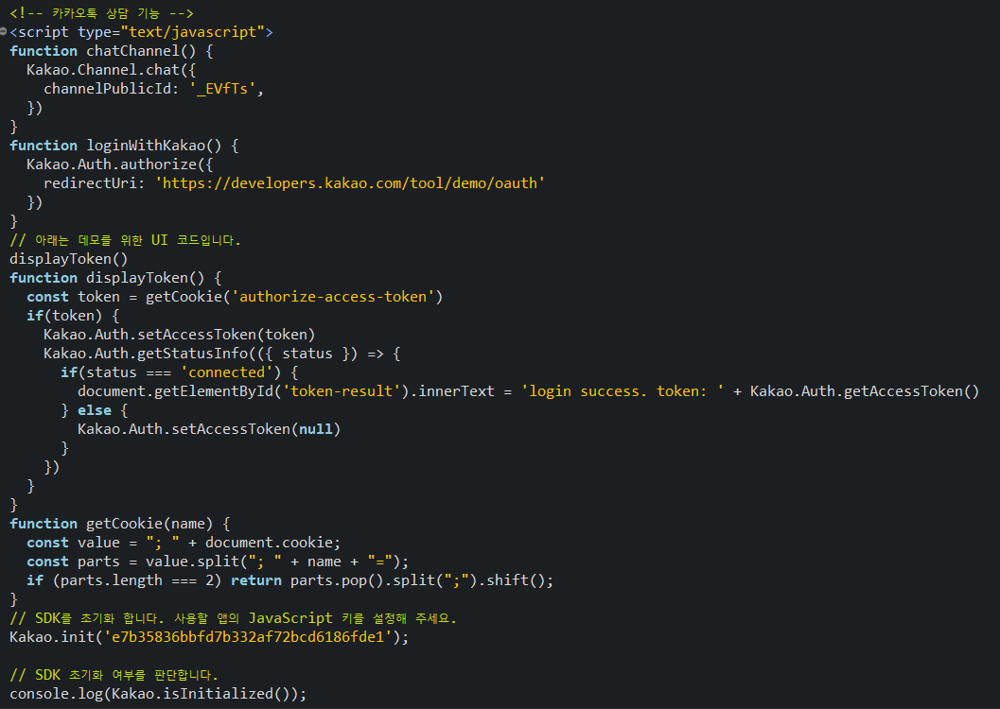 <!-- 카카오톡 상담 기능 -->
<script type="text/javascript">
function chatChannel() {
  Kakao.Channel.chat({
    channelPublicId: '_EVfTs',
  })
}
function loginWithKakao() {
  Kakao.Auth.authorize({
    redirectUri: 'https://developers.kakao.com/tool/demo/oauth'
  })
}
// 아래는 데모를 위한 UI 코드입니다.
displayToken()
function displayToken() {
  const token = getCookie('authorize-access-token')
  if(token) {
    Kakao.Auth.setAccessToken(token)
    Kakao.Auth.getStatusInfo(({ status }) => {
      if(status === 'connected') {
        document.getElementById('token-result').innerText = 'login success. token: ' + Kakao.Auth.getAccessToken()
      } else {
        Kakao.Auth.setAccessToken(null)
      }
    })
  }
}
function getCookie(name) {
  const value = "; " + document.cookie;
  const parts = value.split("; " + name + "=");
  if (parts.length === 2) return parts.pop().split(";").shift();
}
// SDK를 초기화 합니다. 사용할 앱의 JavaScript 키를 설정해 주세요.
Kakao.init('e7b35836bbfd7b332af72bcd6186fde1');

// SDK 초기화 여부를 판단합니다.
console.log(Kakao.isInitialized());